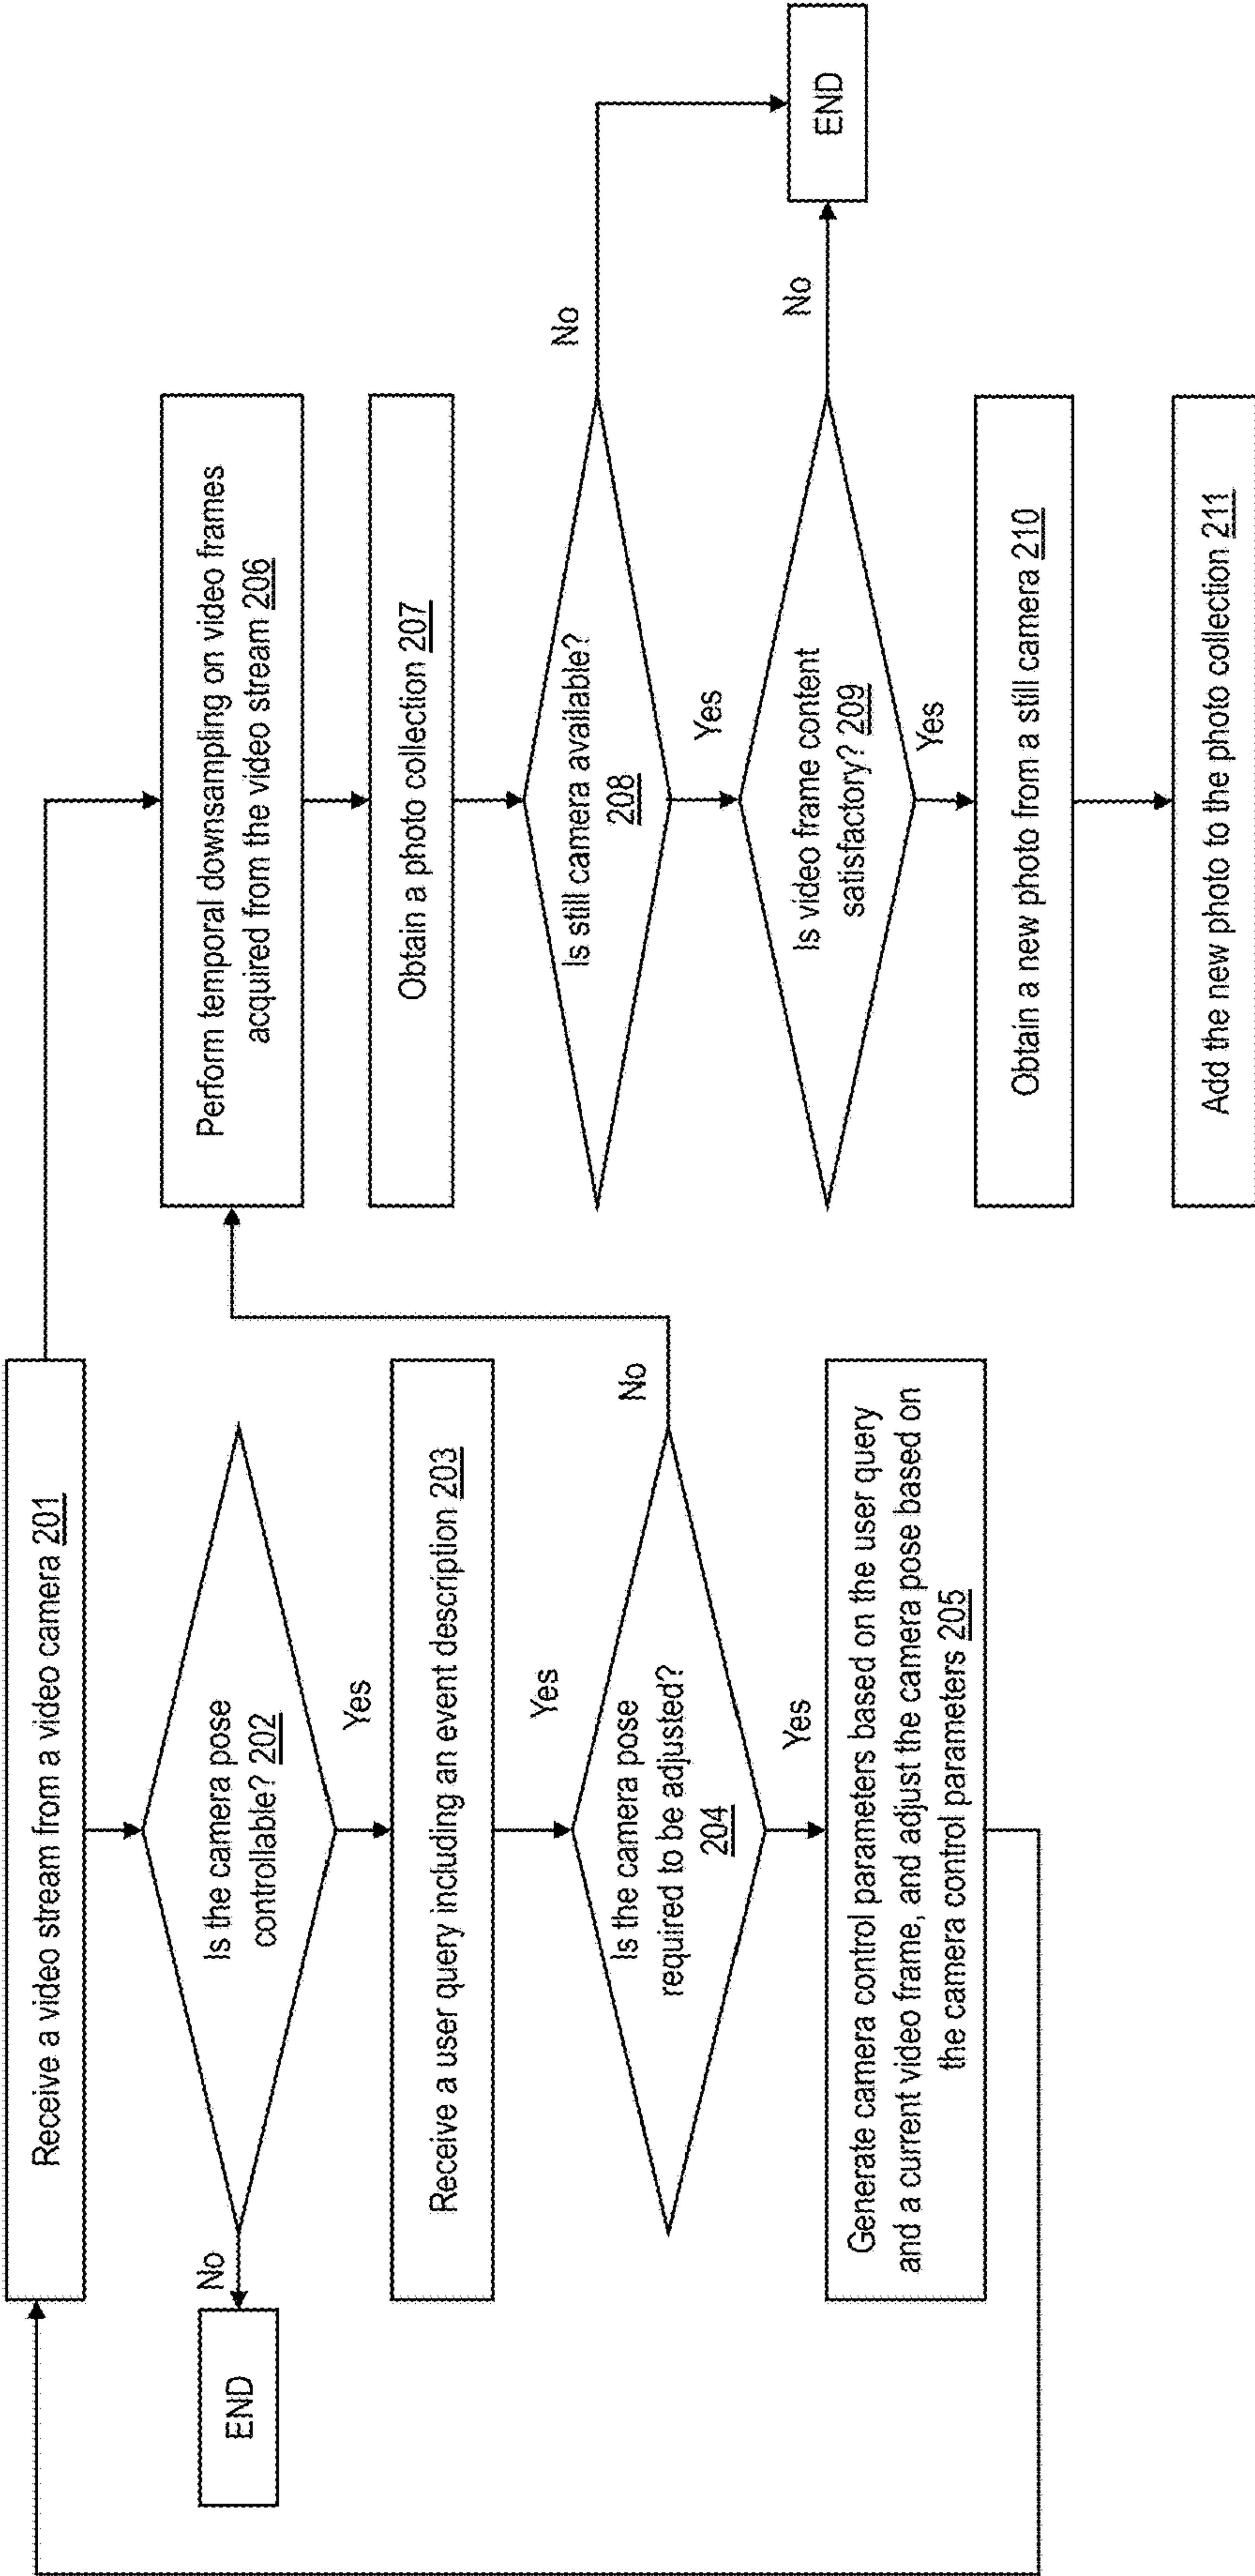 Receive a video stream from a video camera 201
Is the camera pose
controllable? 202
No
END
Yes
Receive a user query including an event description 203
Yes
Is the camera pose
required to be adjusted?
204
No
Yes
Generate camera control parameters based on the user query
and a current video frame, and adjust the camera pose based on
the camera control parameters 205
Perform temporal downsampling on video frames
acquired from the video stream 206
Obtain a photo collection 207
Is still camera available?
208
No
Yes
Is video frame content
satisfactory? 209
No
END
Yes
Obtain a new photo from a still camera 210
Add the new photo to the photo collection 211